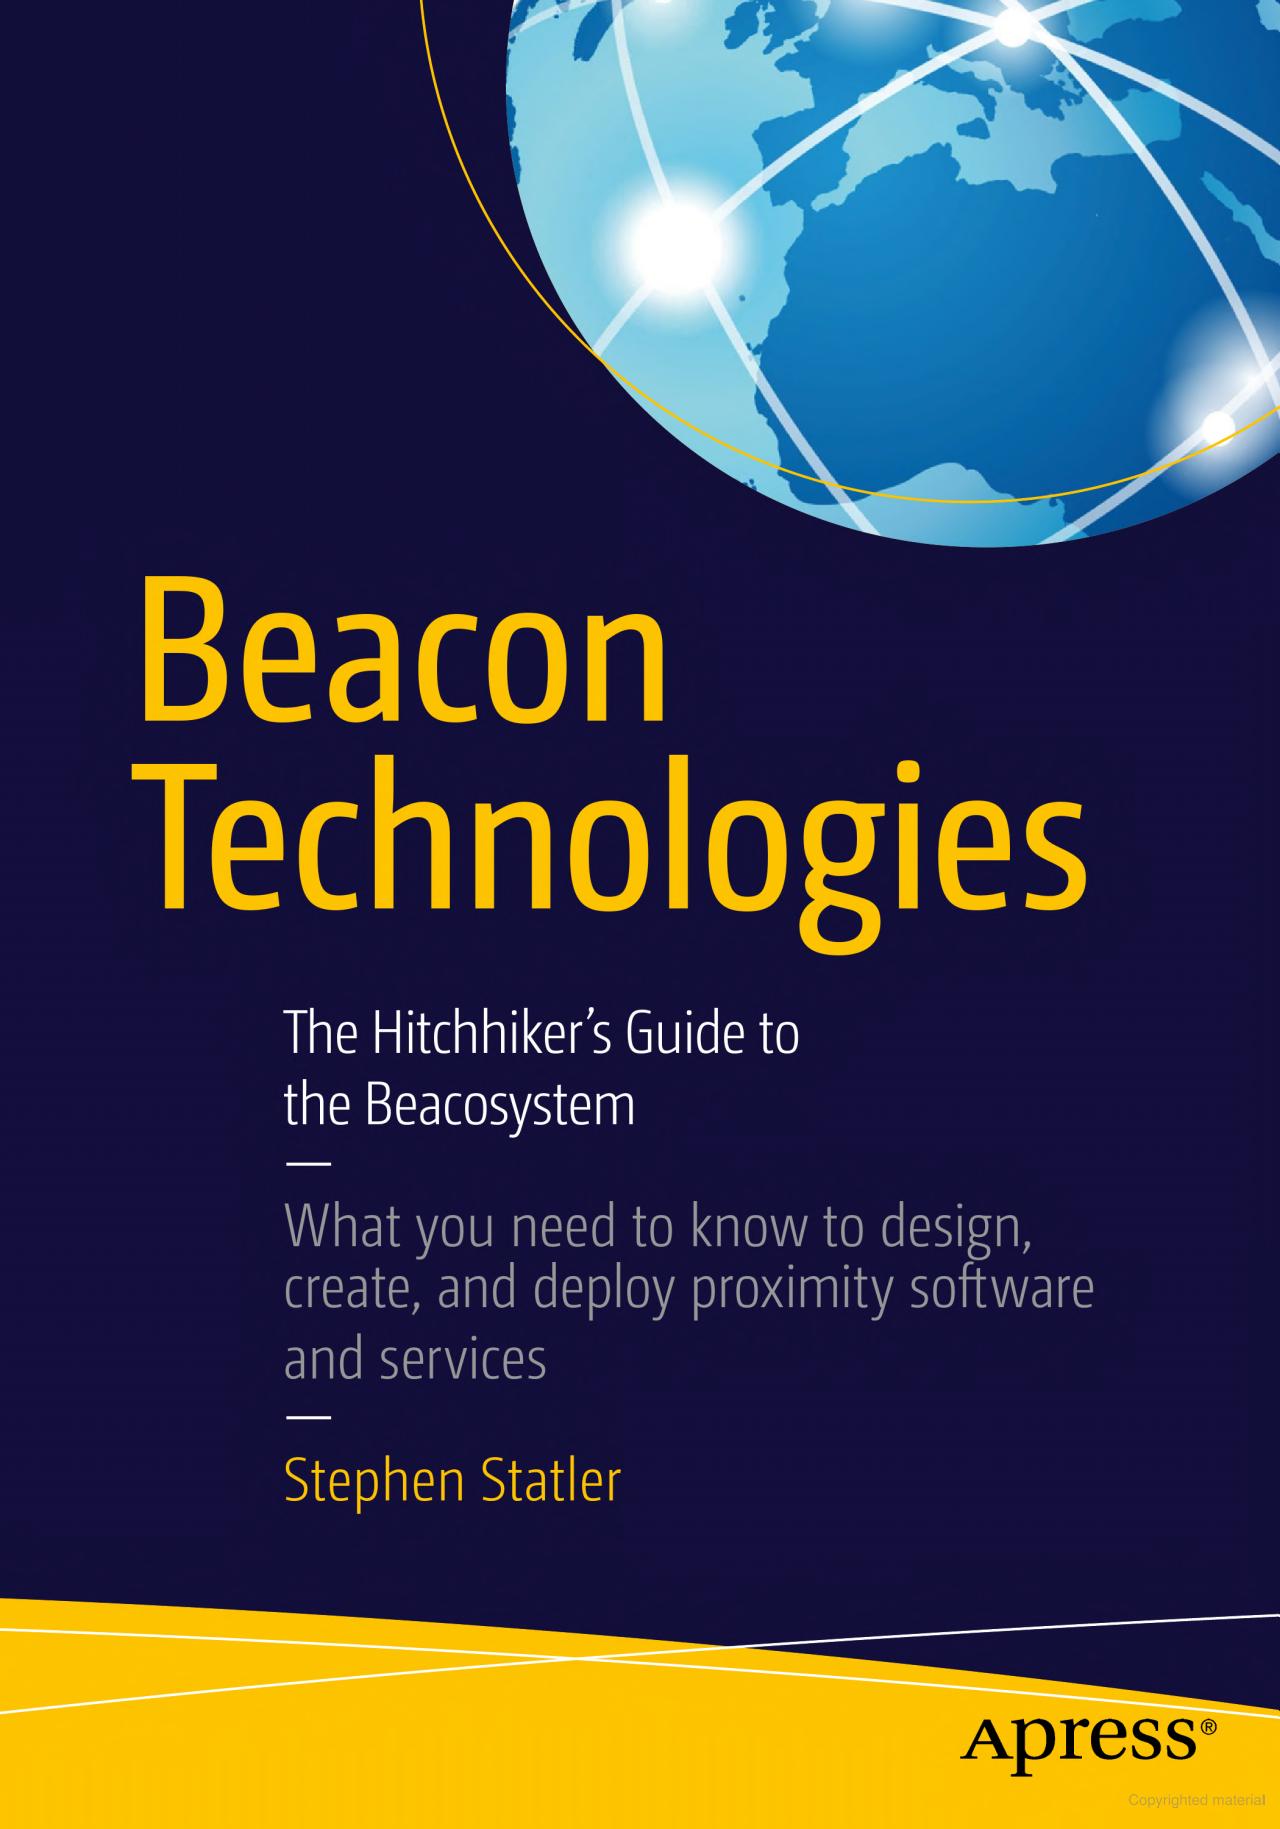 Beacon
Technologies
The Hitchhiker’s Guide to
the Beacosystem
—
What you need to know to design,
create, and deploy proximity software
and services
—
Stephen Statler
Apress®
Copyrighted material